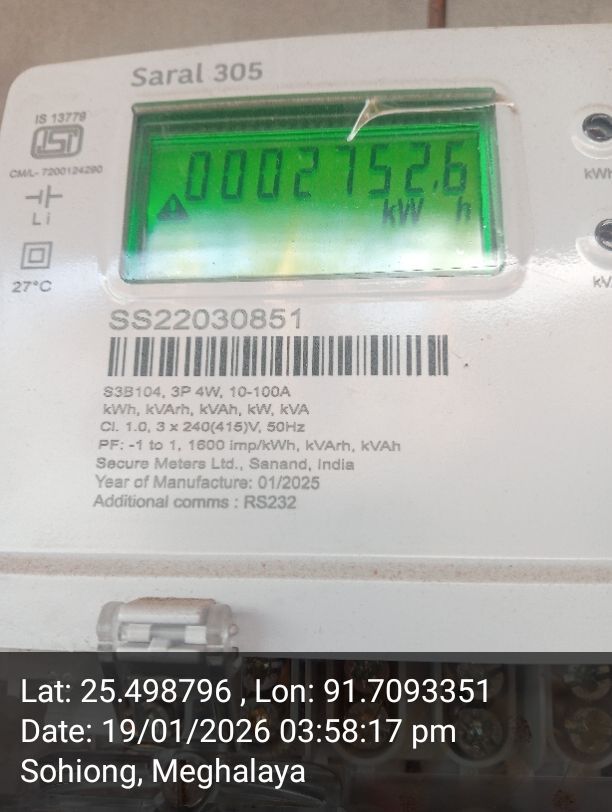 Saral 305
IS 13779
ISI
CM/L- 7200124290
Li
27°C
0002752.6
kW h
kWh
SS22030851
S3B104, 3P 4W, 10-100A
kWh, kVArh, kVAh, kW, kVA
Cl. 1.0, 3 x 240(415)V, 50Hz
PF: -1 to 1, 1600 imp/kWh, kVArh, kVAh
Secure Meters Ltd., Sanand, India
Year of Manufacture: 01/2025
Additional comms : RS232
Lat: 25.498796 , Lon: 91.7093351
Date: 19/01/2026 03:58:17 pm
Sohiong, Meghalaya